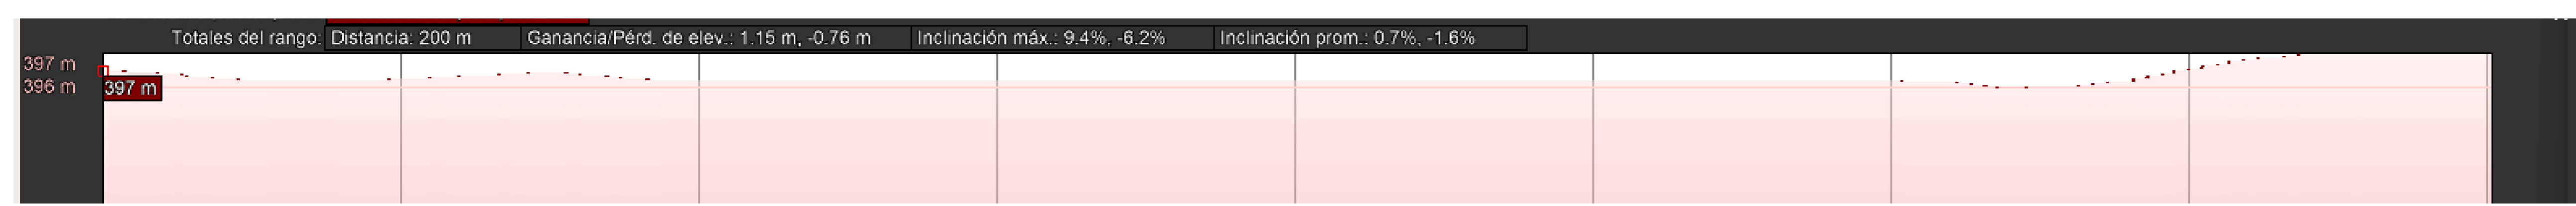 Totales del rango: Distancia: 200 m Ganancia/Pérd. de elev.: 1.15 m, -0.76 m Inclinación máx.: 9.4%, -6.2% Inclinación prom.: 0.7%, -1.6%
397 m
396 m
397 m